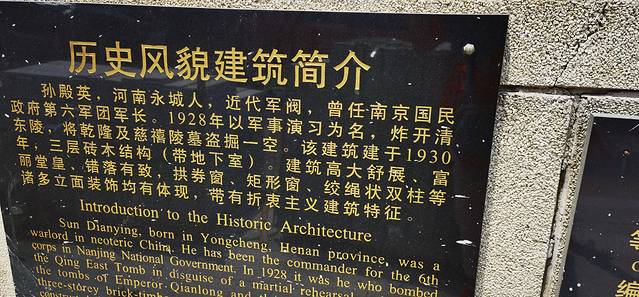 历史风貌建筑简介
孙殿英，河南永城人，近代军阀，曾任南京国民
政府第六军团军长。1928年以军事演习为名，炸开清
东陵，将乾隆及慈禧陵墓盗掘一空。该建筑建于1930
年，三层砖木结构（带地下室）。建筑高大舒展、富
丽堂皇，错落有致，拱券窗、矩形窗、绞绳状双柱等
诸多立面装饰均有体现，带有折衷主义建筑特征。
Introduction to the Historic Architecture
Sun Dianying, born in Yongcheng, Henan province, was a
warlord in neoteric China. He has been the commander for the 6th
corps in Nanjing National Government. In 1928, it was he who bombed
the Qing East Tomb in disguise of a martial rehearsal
the tombs of Emperor Qianlong and
three-storey brick-timb
编